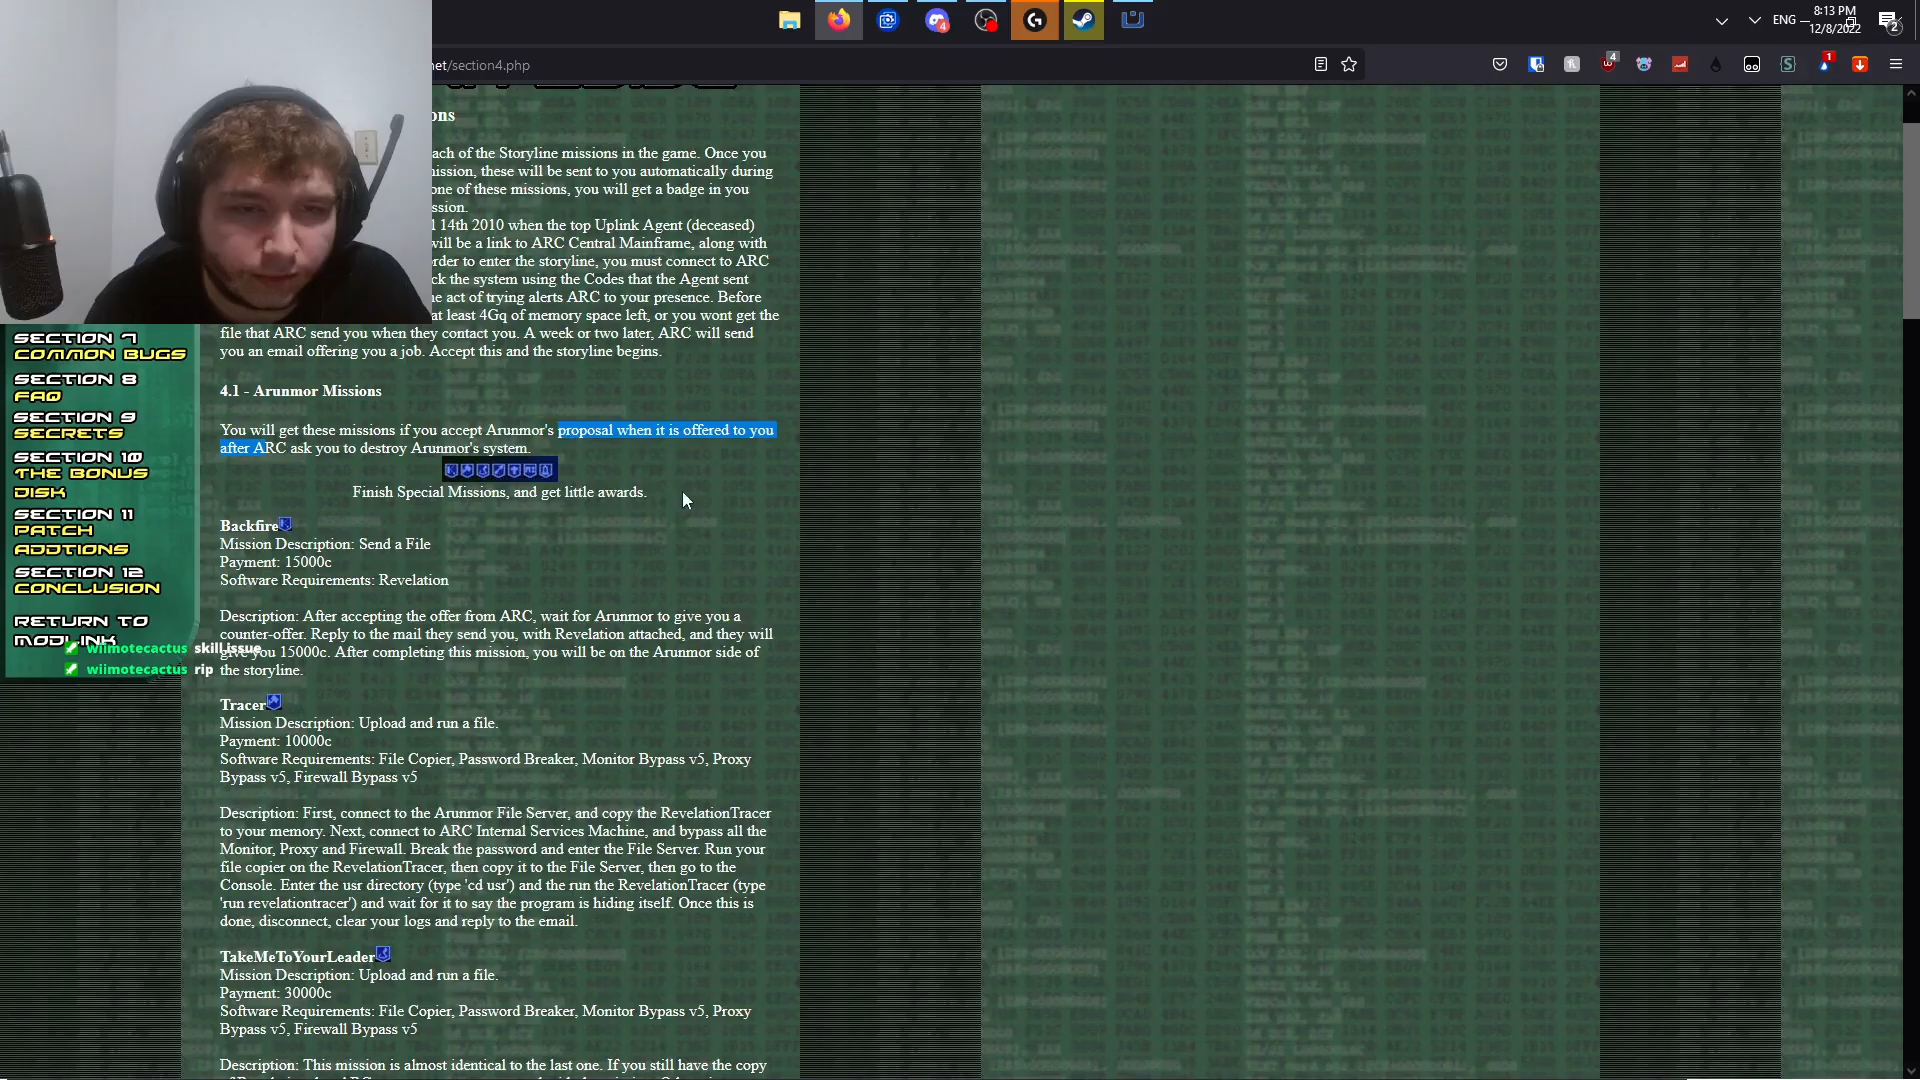 8:13 PM
ENG
12/8/2022
2
4
net/section4.php
4
1
ons
ach of the Storyline missions in the game. Once you
ission, these will be sent to you automatically during
one of these missions, you will get a badge in you
ssion.
l 14th 2010 when the top Uplink Agent (deceased)
will be a link to ARC Central Mainframe, along with
rder to enter the storyline, you must connect to ARC
ck the system using the Codes that the Agent sent
he act of trying alerts ARC to your presence. Before
at least 4Gq of memory space left, or you wont get the
file that ARC send you when they contact you. A week or two later, ARC will send
you an email offering you a job. Accept this and the storyline begins.
4.1 - Arunmor Missions
You will get these missions if you accept Arunmor's proposal when it is offered to you
after ARC ask you to destroy Arunmor's system.
Finish Special Missions, and get little awards.
Backfire
Mission Description: Send a File
Payment: 15000c
Software Requirements: Revelation
Description: After accepting the offer from ARC, wait for Arunmor to give you a
counter-offer. Reply to the mail they send you, with Revelation attached, and they will
give you 15000c. After completing this mission, you will be on the Arunmor side of
the storyline.
Tracer
Mission Description: Upload and run a file.
Payment: 10000c
Software Requirements: File Copier, Password Breaker, Monitor Bypass v5, Proxy
Bypass v5, Firewall Bypass v5
Description: First, connect to the Arunmor File Server, and copy the RevelationTracer
to your memory. Next, connect to ARC Internal Services Machine, and bypass all the
Monitor, Proxy and Firewall. Break the password and enter the File Server. Run your
file copier on the RevelationTracer, then copy it to the File Server, then go to the
Console. Enter the usr directory (type 'cd usr') and the run the RevelationTracer (type
'run revelationtracer') and wait for it to say the program is hiding itself. Once this is
done, disconnect, clear your logs and reply to the email.
TakeMeToYourLeader
Mission Description: Upload and run a file.
Payment: 30000c
Software Requirements: File Copier, Password Breaker, Monitor Bypass v5, Proxy
Bypass v5, Firewall Bypass v5
Description: This mission is almost identical to the last one. If you still have the copy
SECTION 7
COMMON BUGS
SECTION 8
FAQ
SECTION 9
SECRETS
SECTION 10
THE BONUS
DISK
SECTION 11
PATCH
ADDTIONS
SECTION 12
CONCLUSION
RETURN TO
MODLINK
wiimotecactus skill issue
wiimotecactus rip